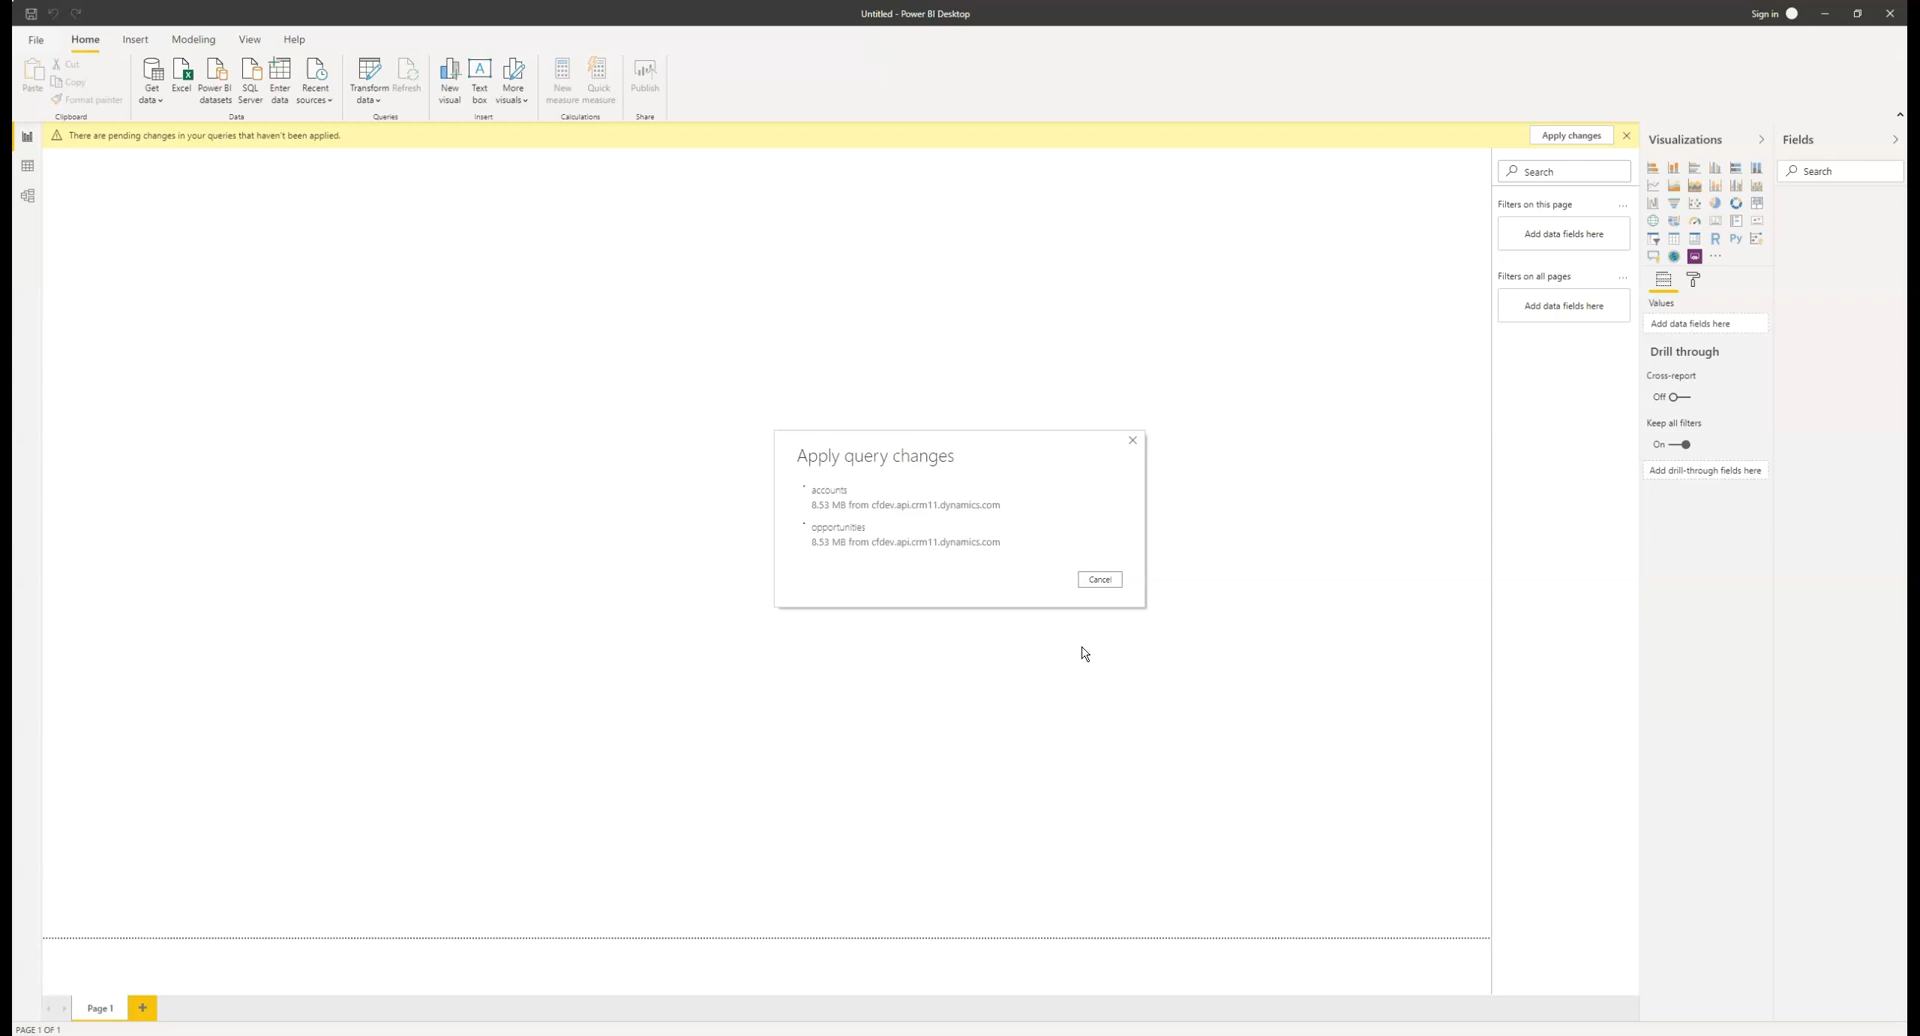 Untitled - Power BI Desktop
Sign in
File Home Insert Modeling View Help
Paste
Cut
Copy
Format painter
Clipboard
Get data
Excel
Power BI datasets
SQL Server
Enter data
Recent sources
Data
Transform data
Refresh
Queries
New visual
Text box
More visuals
Insert
New measure
Quick measure
Calculations
Publish
Share
There are pending changes in your queries that haven't been applied.
Apply changes
Search
Filters on this page
...
Add data fields here
Filters on all pages
...
Add data fields here
Visualizations
R
Py
...
Values
Add data fields here
Drill through
Cross-report
Off
Keep all filters
On
Add drill-through fields here
Fields
Search
Apply query changes
accounts
8.53 MB from cfdev.api.crm11.dynamics.com
opportunities
8.53 MB from cfdev.api.crm11.dynamics.com
Cancel
Page 1
PAGE 1 OF 1